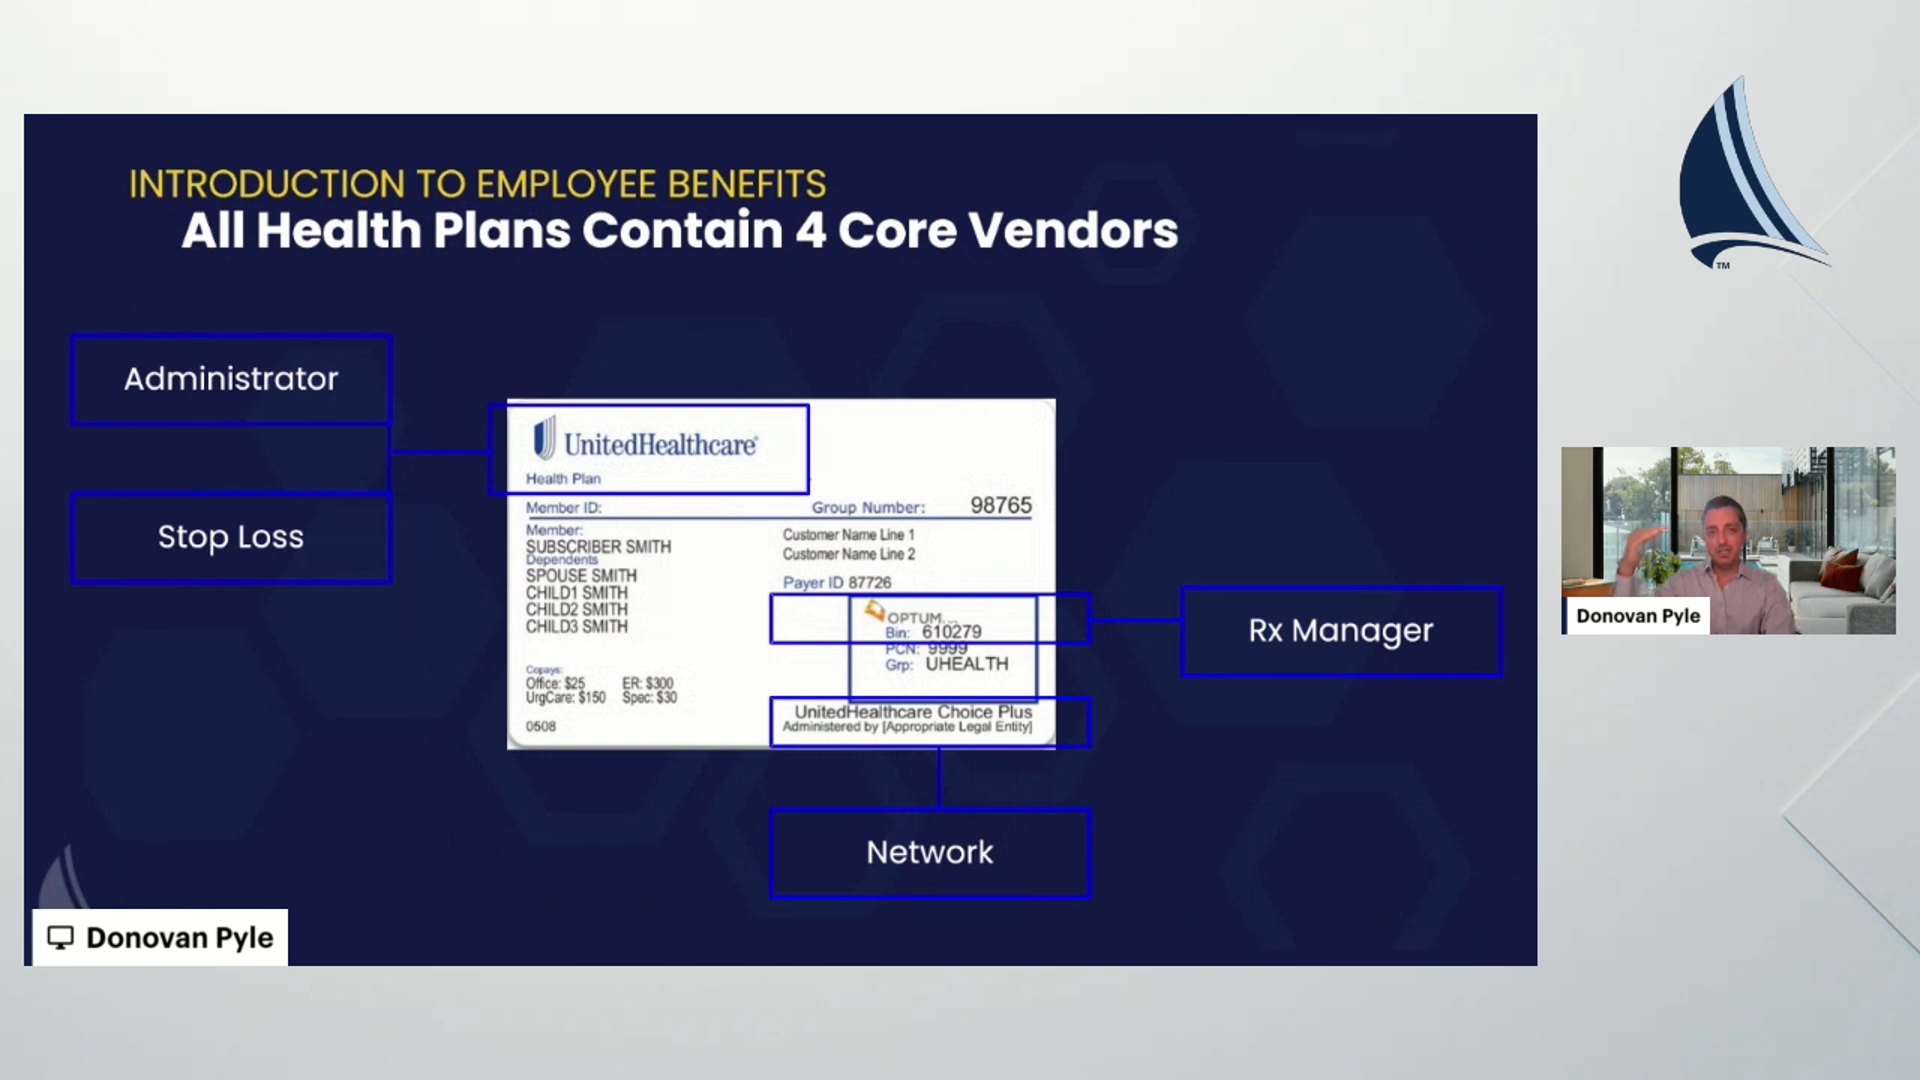 INTRODUCTION TO EMPLOYEE BENEFITS
All Health Plans Contain 4 Core Vendors
Administrator
Stop Loss
UnitedHealthcare®
Health Plan
Member ID:
Group Number: 98765
Member:
SUBSCRIBER SMITH
Dependents
SPOUSE SMITH
CHILD1 SMITH
CHILD2 SMITH
CHILD3 SMITH
Customer Name Line 1
Customer Name Line 2
Payer ID 87726
OPTUM
Bin: 610279
PCN: 9999
Grp: UHEALTH
Copays:
Office: $25 ER: $300
UrgCare: $150 Spec: $30
0508
UnitedHealthcare Choice Plus
Administered by [Appropriate Legal Entity]
Rx Manager
Network
Donovan Pyle
TM
Donovan Pyle